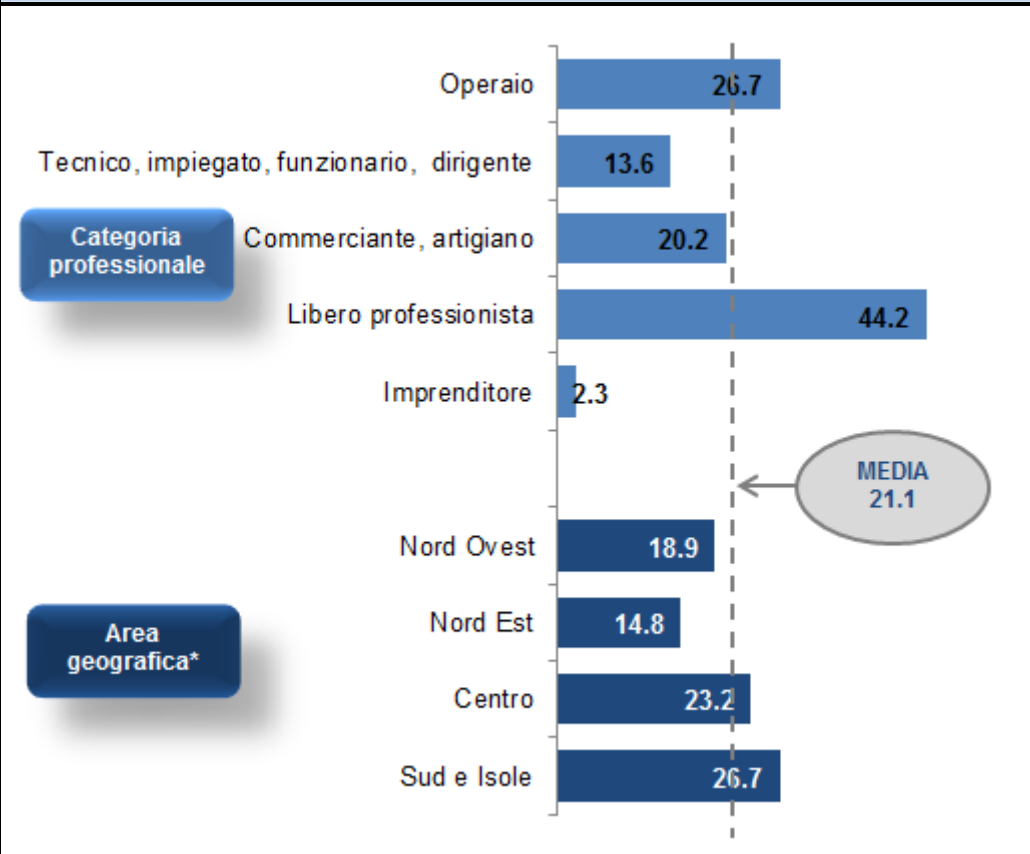 Operaio 26.7
Tecnico, impiegato, funzionario, dirigente 13.6
Categoria
professionale
Commerciante, artigiano 20.2
Libero professionista 44.2
Imprenditore 2.3
MEDIA
21.1
Nord Ovest 18.9
Nord Est 14.8
Area
geografica*
Centro 23.2
Sud e Isole 26.7